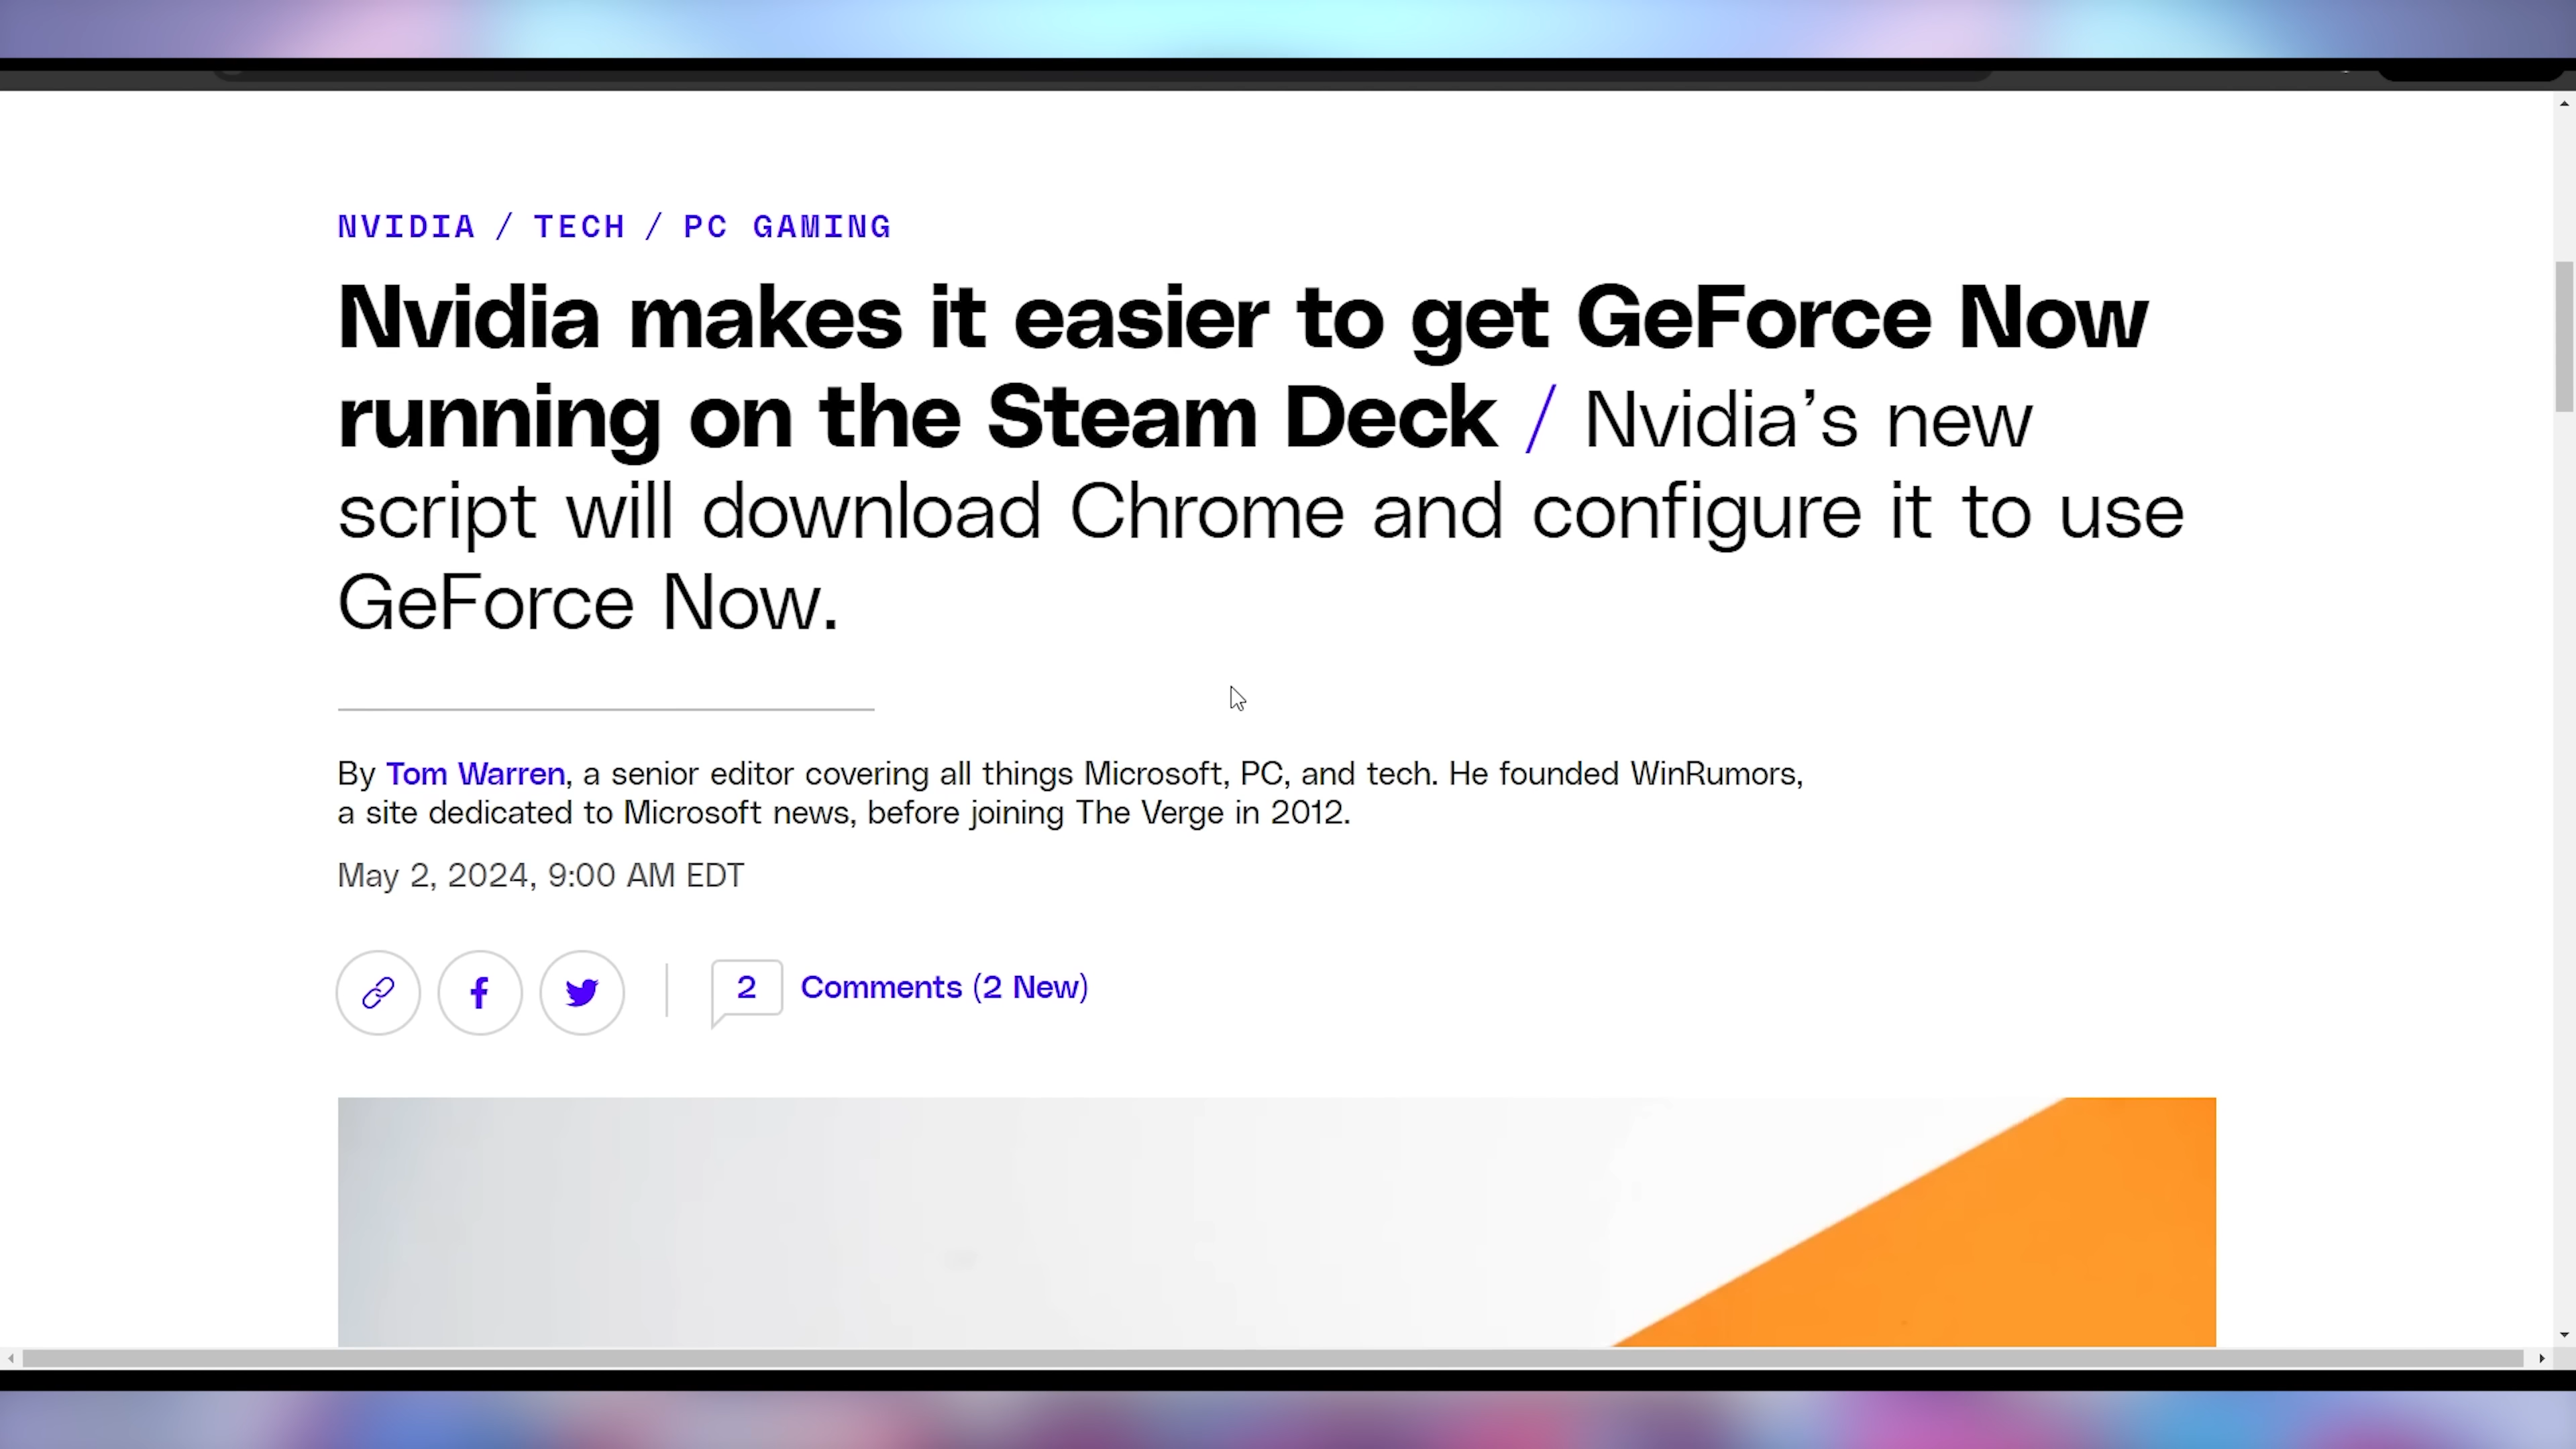 NVIDIA / TECH / PC GAMING
Nvidia makes it easier to get GeForce Now
running on the Steam Deck / Nvidia’s new
script will download Chrome and configure it to use
GeForce Now.
By Tom Warren, a senior editor covering all things Microsoft, PC, and tech. He founded WinRumors,
a site dedicated to Microsoft news, before joining The Verge in 2012.
May 2, 2024, 9:00 AM EDT
2 Comments (2 New)